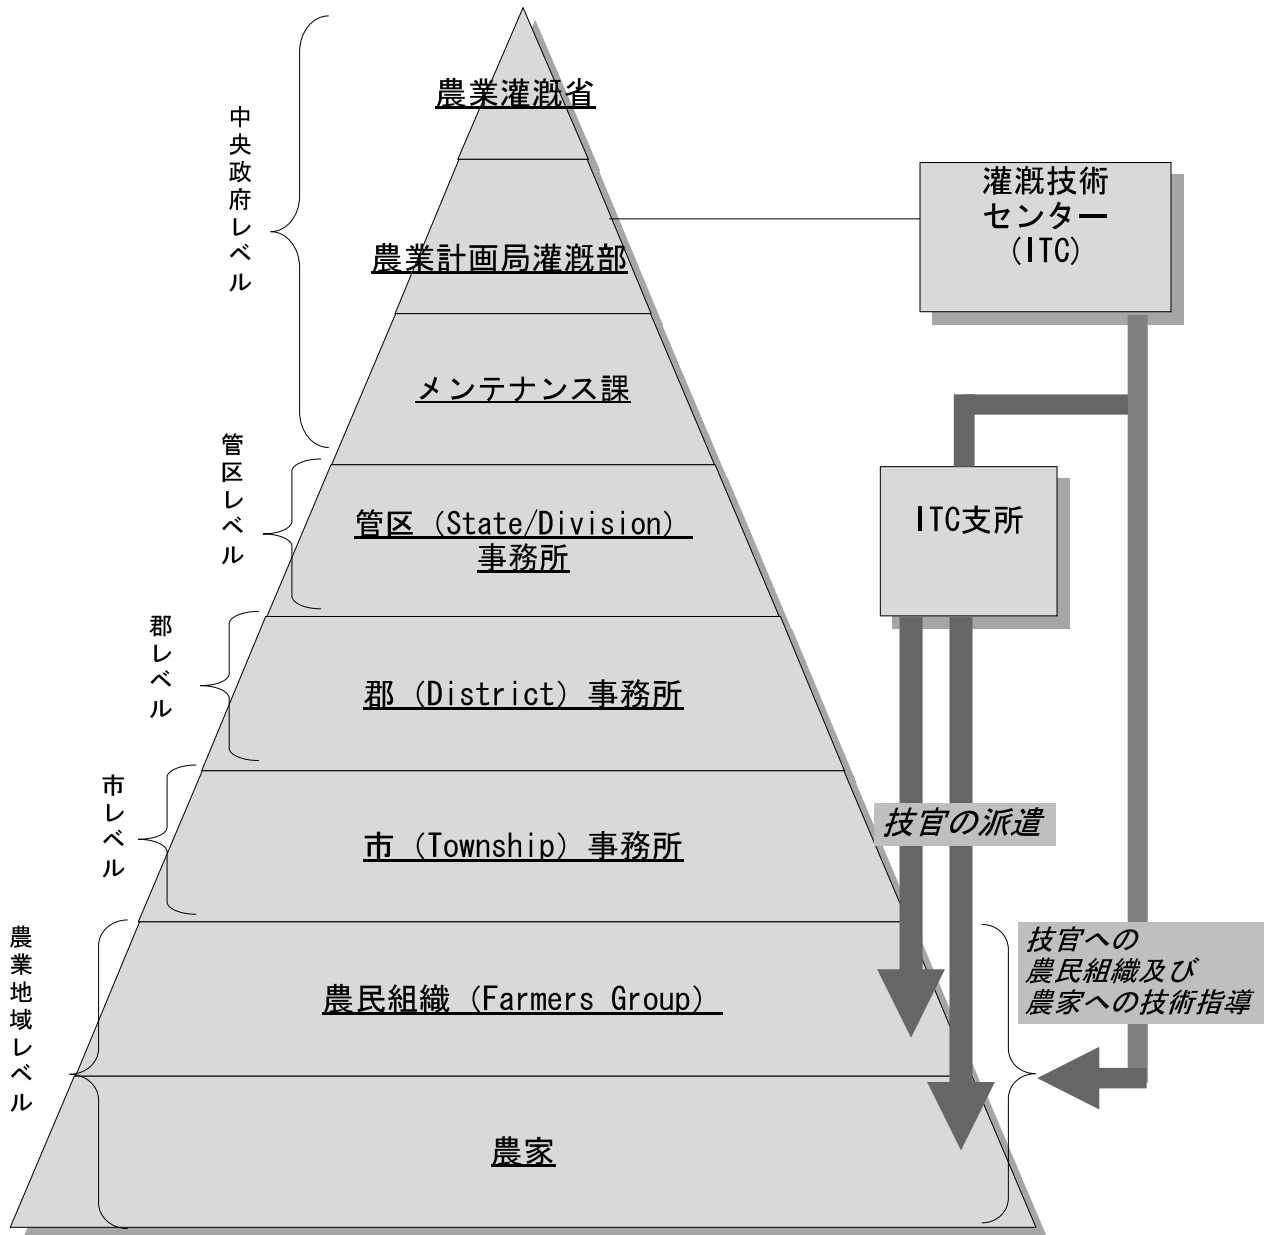 農業灌漑省
中央政府レベル
灌漑技術
センター
(ITC)
農業計画局灌漑部
メンテナンス課
管区レベル
管区（State/Division）
事務所
ITC支所
郡レベル
郡（District）事務所
市レベル
市（Township）事務所
技官の派遣
農業地域レベル
農民組織（Farmers Group）
技官への
農民組織及び
農家への技術指導
農家